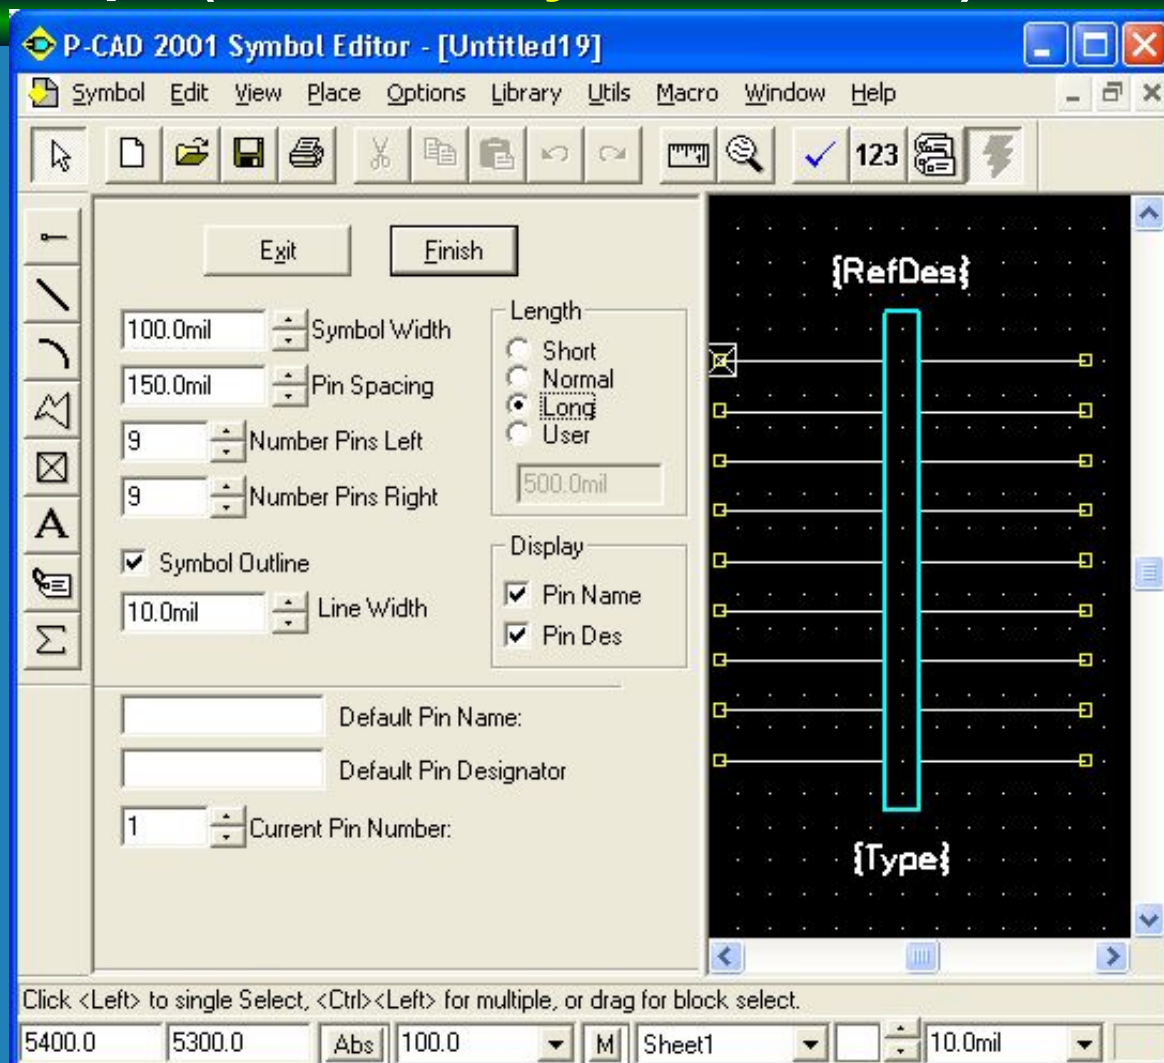 P-CAD 2001 Symbol Editor - [Untitled19]
Symbol Edit View Place Options Library Utils Macro Window Help
123
Exit Finish
100.0mil Symbol Width
150.0mil Pin Spacing
9 Number Pins Left
9 Number Pins Right
Symbol Outline
10.0mil Line Width
Length
Short
Normal
Long
User
500.0mil
Display
Pin Name
Pin Des
Default Pin Name:
Default Pin Designator
1 Current Pin Number:
{RefDes}
{Type}
A
Σ
Click <Left> to single Select, <Ctrl><Left> for multiple, or drag for block select.
5400.0 5300.0 Abs 100.0 M Sheet1 10.0mil